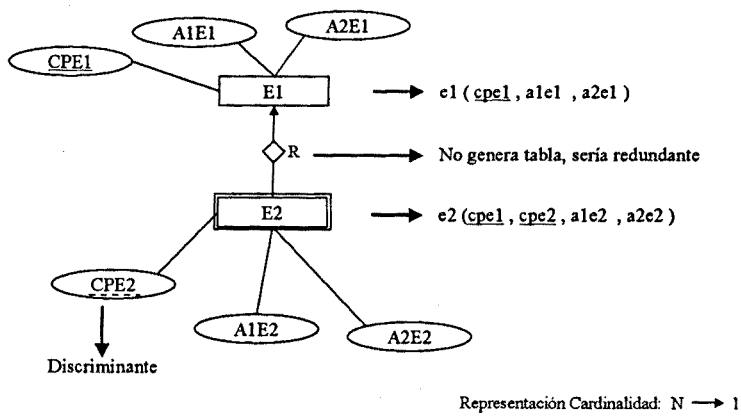 A1E1
A2E1
CPE1
E1
e1 ( cpe1 , a1e1 , a2e1 )
R
No genera tabla, sería redundante
E2
e2 (cpe1 , cpe2 , a1e2 , a2e2 )
CPE2
A1E2
A2E2
Discriminante
Representación Cardinalidad: N → 1